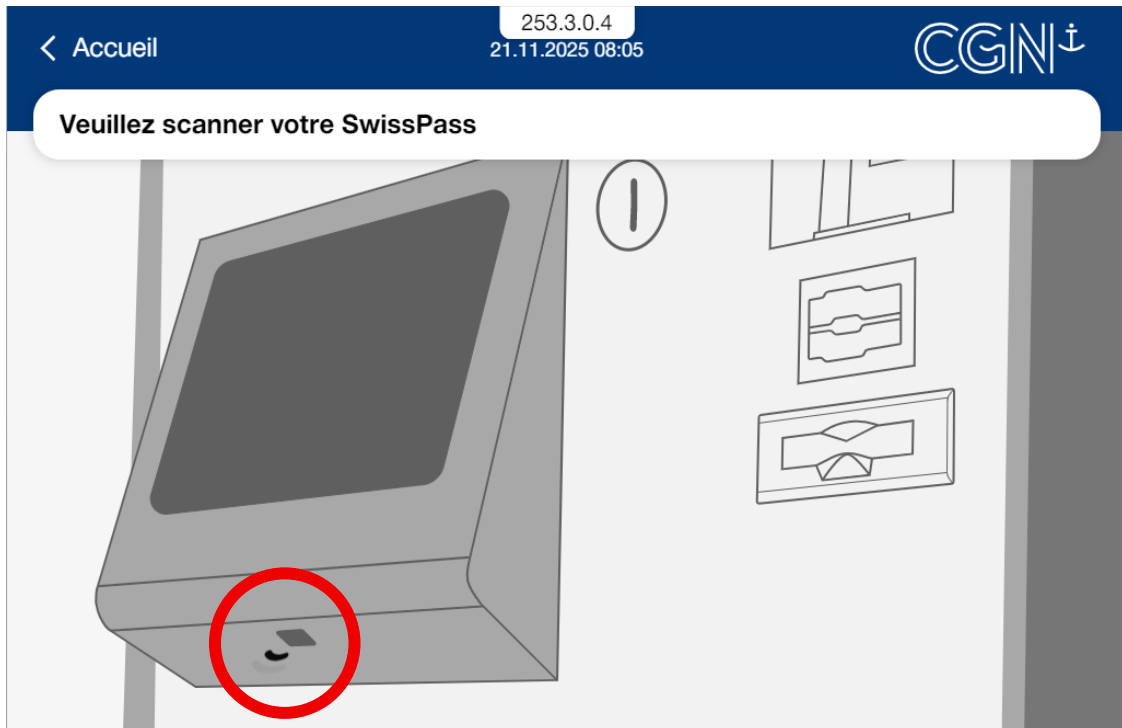 253.3.0.4
< Accueil
21.11.2025 08:05
CGN
Veuillez scanner votre SwissPass